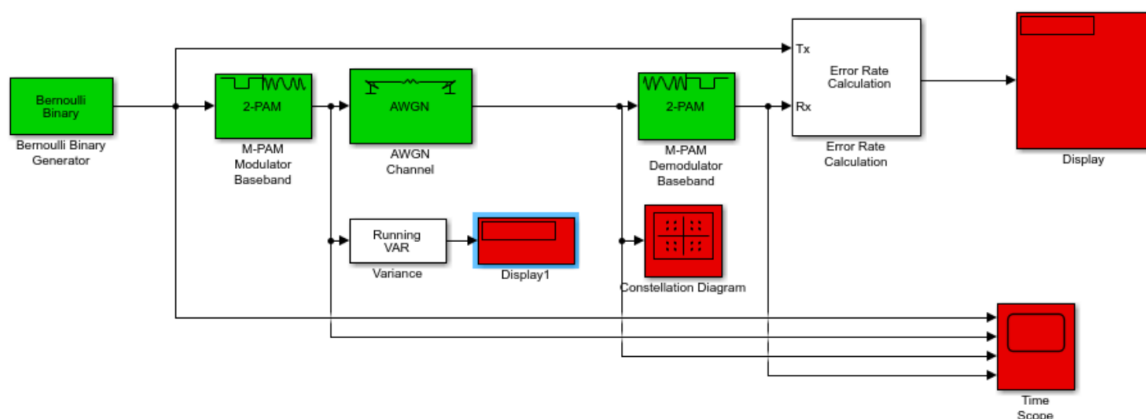 Bernoulli
Binary
Bernoulli Binary
Generator
2-PAM
M-PAM
Modulator
Baseband
AWGN
AWGN
Channel
2-PAM
M-PAM
Demodulator
Baseband
Tx
Rx
Error Rate
Calculation
Error Rate
Calculation
Display
Running
VAR
Variance
Display1
Constellation Diagram
Time
Scope